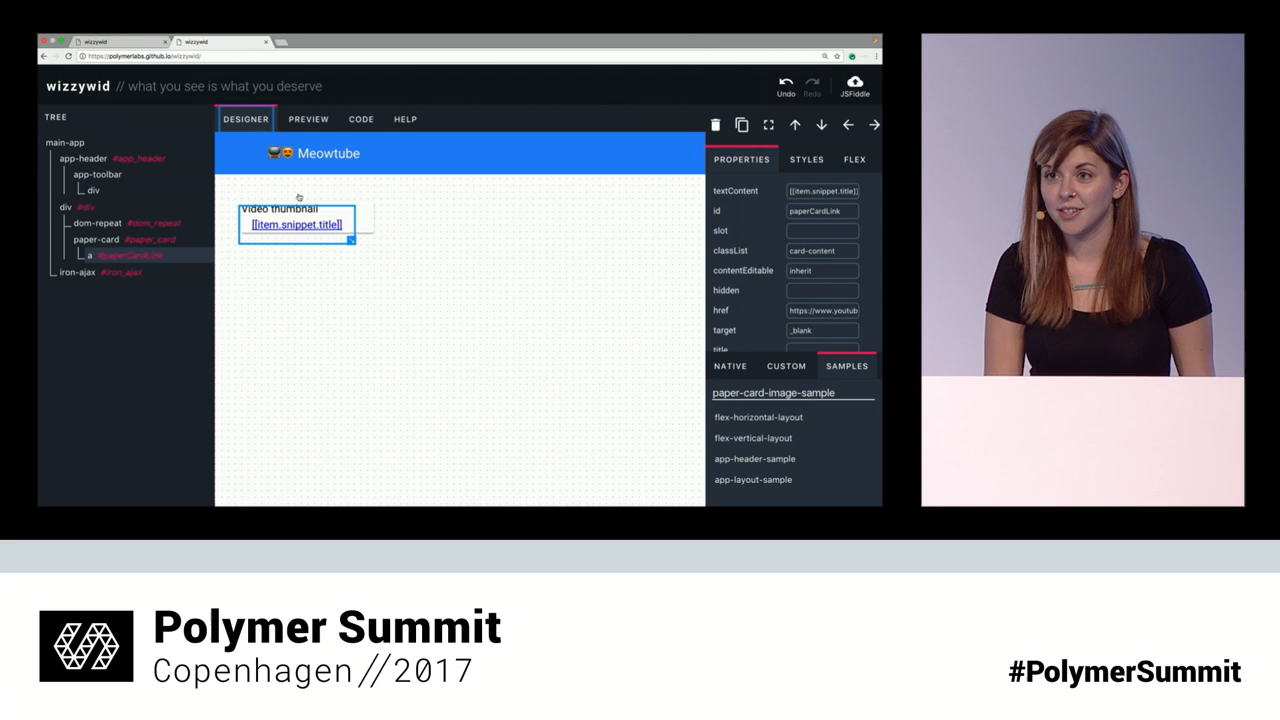 wizzywid
wizzywid
https://polymerlabs.github.io/wizzywid/
wizzywid // what you see is what you deserve
Undo
Redo
JSFiddle
TREE
main-app
app-header #app_header
app-toolbar
div
div #div
dom-repeat #dom_repeat
paper-card #paper_card
a #paperCardLink
iron-ajax #iron_ajax
DESIGNER PREVIEW CODE HELP
Meowtube
Video thumbnail
[[item.snippet.title]]
PROPERTIES STYLES FLEX
textContent [[item.snippet.title]]
id paperCardLink
slot
classList card-content
contentEditable inherit
hidden
href https://www.youtub
target _blank
title
NATIVE CUSTOM SAMPLES
paper-card-image-sample
flex-horizontal-layout
flex-vertical-layout
app-header-sample
app-layout-sample
Polymer Summit
Copenhagen //2017
#PolymerSummit